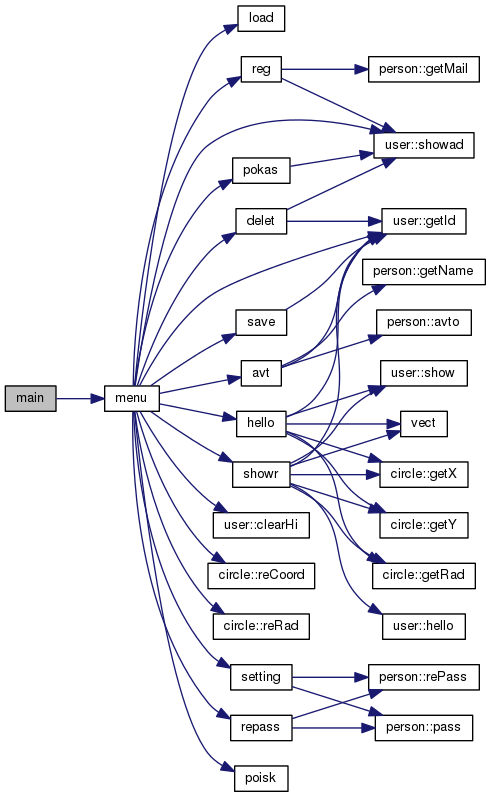 main
menu
load
reg
pokas
delet
save
avt
hello
showr
user::clearHi
circle::reCoord
circle::reRad
setting
repass
poisk
person::getMail
user::showad
user::getId
person::getName
person::avto
user::show
vect
circle::getX
circle::getY
circle::getRad
user::hello
person::rePass
person::pass